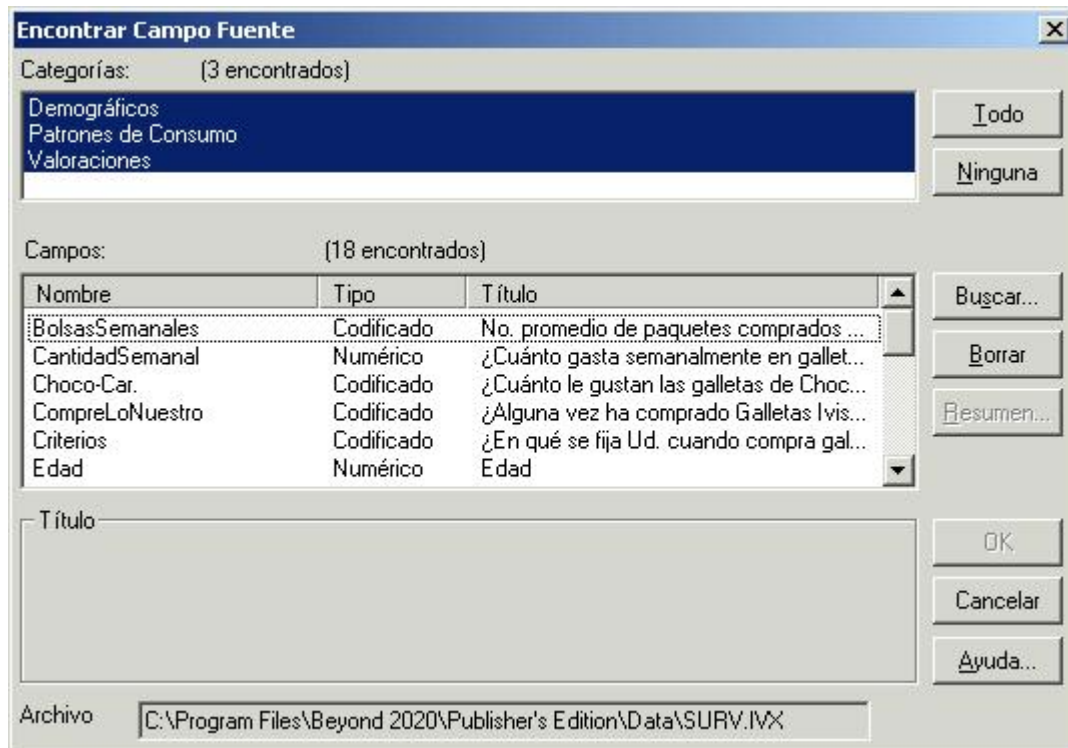 Encontrar Campo Fuente
Categorías: (3 encontrados)
Demográficos
Patrones de Consumo
Valoraciones
Todo
Ninguna
Campos: (18 encontrados)
Nombre Tipo Título
BolsasSemanales Codificado No. promedio de paquetes comprados ...
CantidadSemanal Numérico ¿Cuánto gasta semanalmente en gallet...
Choco-Car. Codificado ¿Cuánto le gustan las galletas de Choc...
CompreLoNuestro Codificado ¿Alguna vez ha comprado Galletas Ivis...
Criterios Codificado ¿En qué se fija Ud. cuando compra gal...
Edad Numérico Edad
Buscar...
Borrar
Resumen...
Título
OK
Cancelar
Ayuda...
Archivo C:\Program Files\Beyond 2020\Publisher's Edition\Data\SURV.IVX